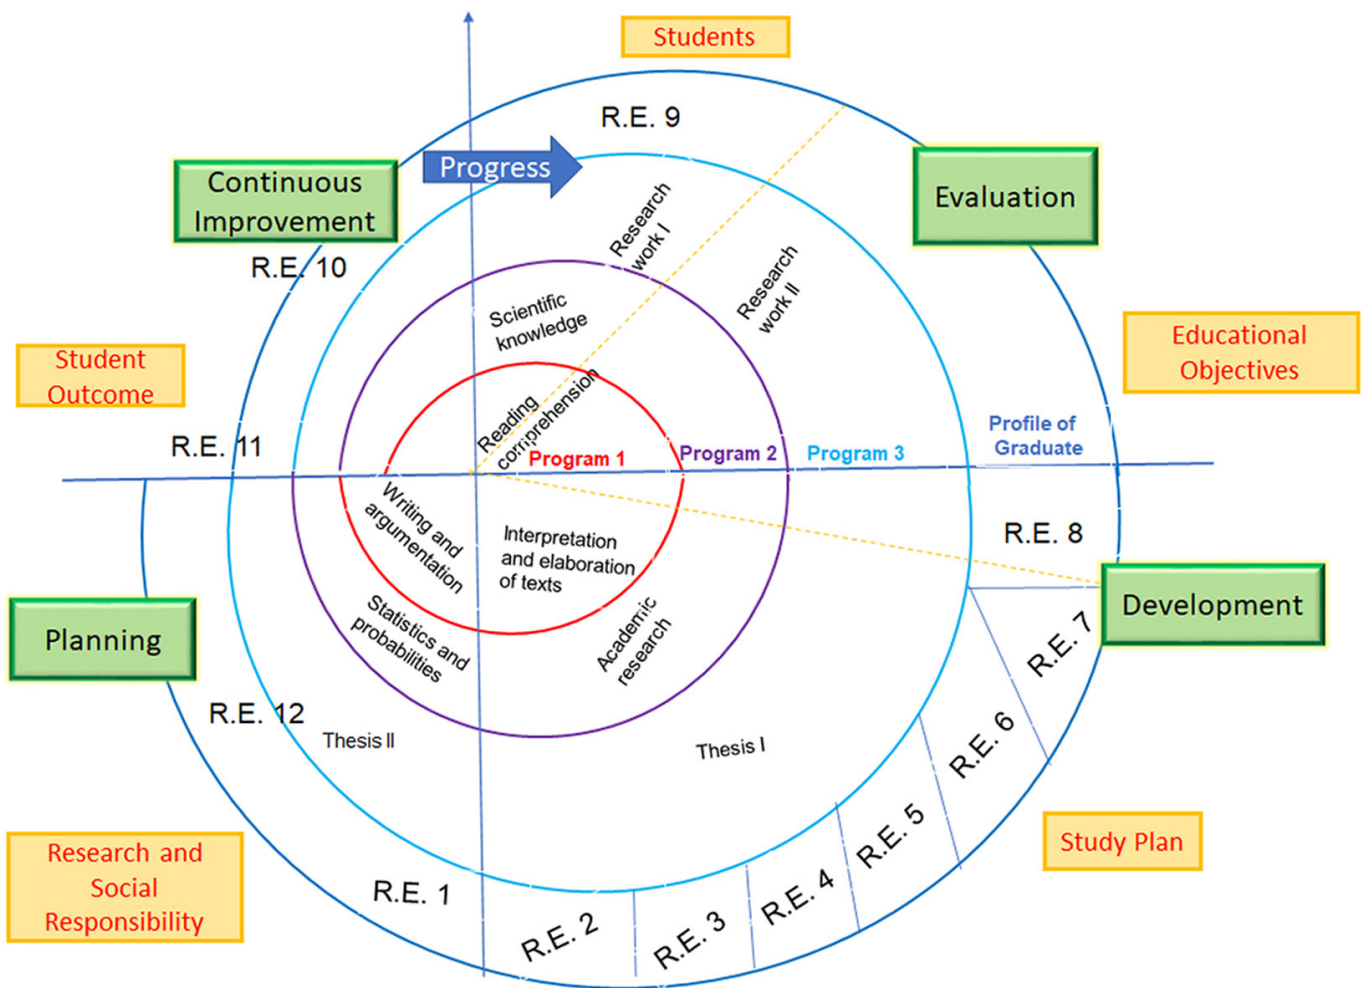 Students
R.E. 9
Progress
Continuous
Improvement
Evaluation
Research
work I
R.E. 10
Research
work II
Scientific
knowledge
Educational
Objectives
Student
Outcome
Reading
comprehension
R.E. 11
Program 1
Program 2
Program 3
Profile of
Graduate
Writing and
argumentation
Interpretation
and elaboration
of texts
R.E. 8
Development
Planning
Statistics and
probabilities
Academic
research
R.E. 7
R.E. 12
Thesis II
Thesis I
R.E. 6
R.E. 5
Study Plan
Research and
Social
Responsibility
R.E. 1
R.E. 2
R.E. 3
R.E. 4